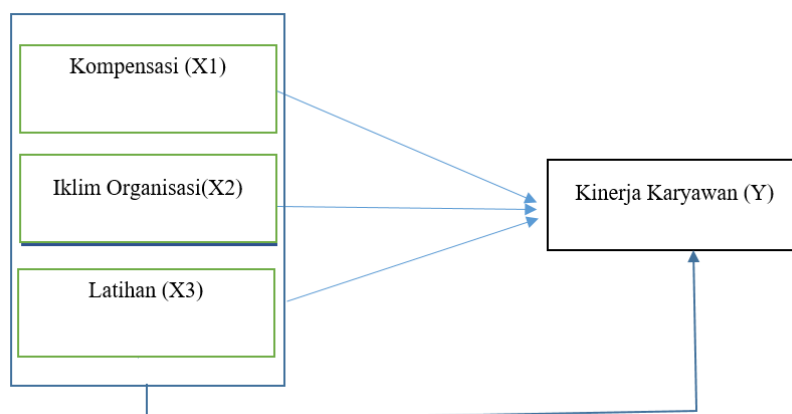 Kompensasi (X1)
Iklim Organisasi(X2)
Kinerja Karyawan (Y)
Latihan (X3)